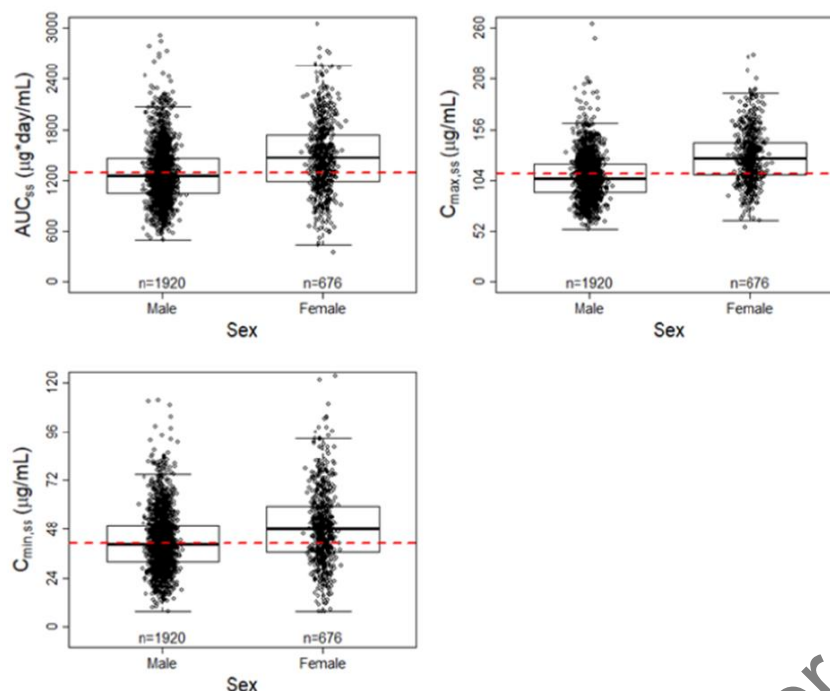 AUCss (μg*day/mL)
3000
2400
1800
1200
600
0
n=1920
n=676
Male
Female
Sex
Cmax,ss (μg/mL)
260
208
156
104
52
0
n=1920
n=676
Male
Female
Sex
Cmin,ss (μg/mL)
120
96
72
48
24
0
n=1920
n=676
Male
Female
Sex
or